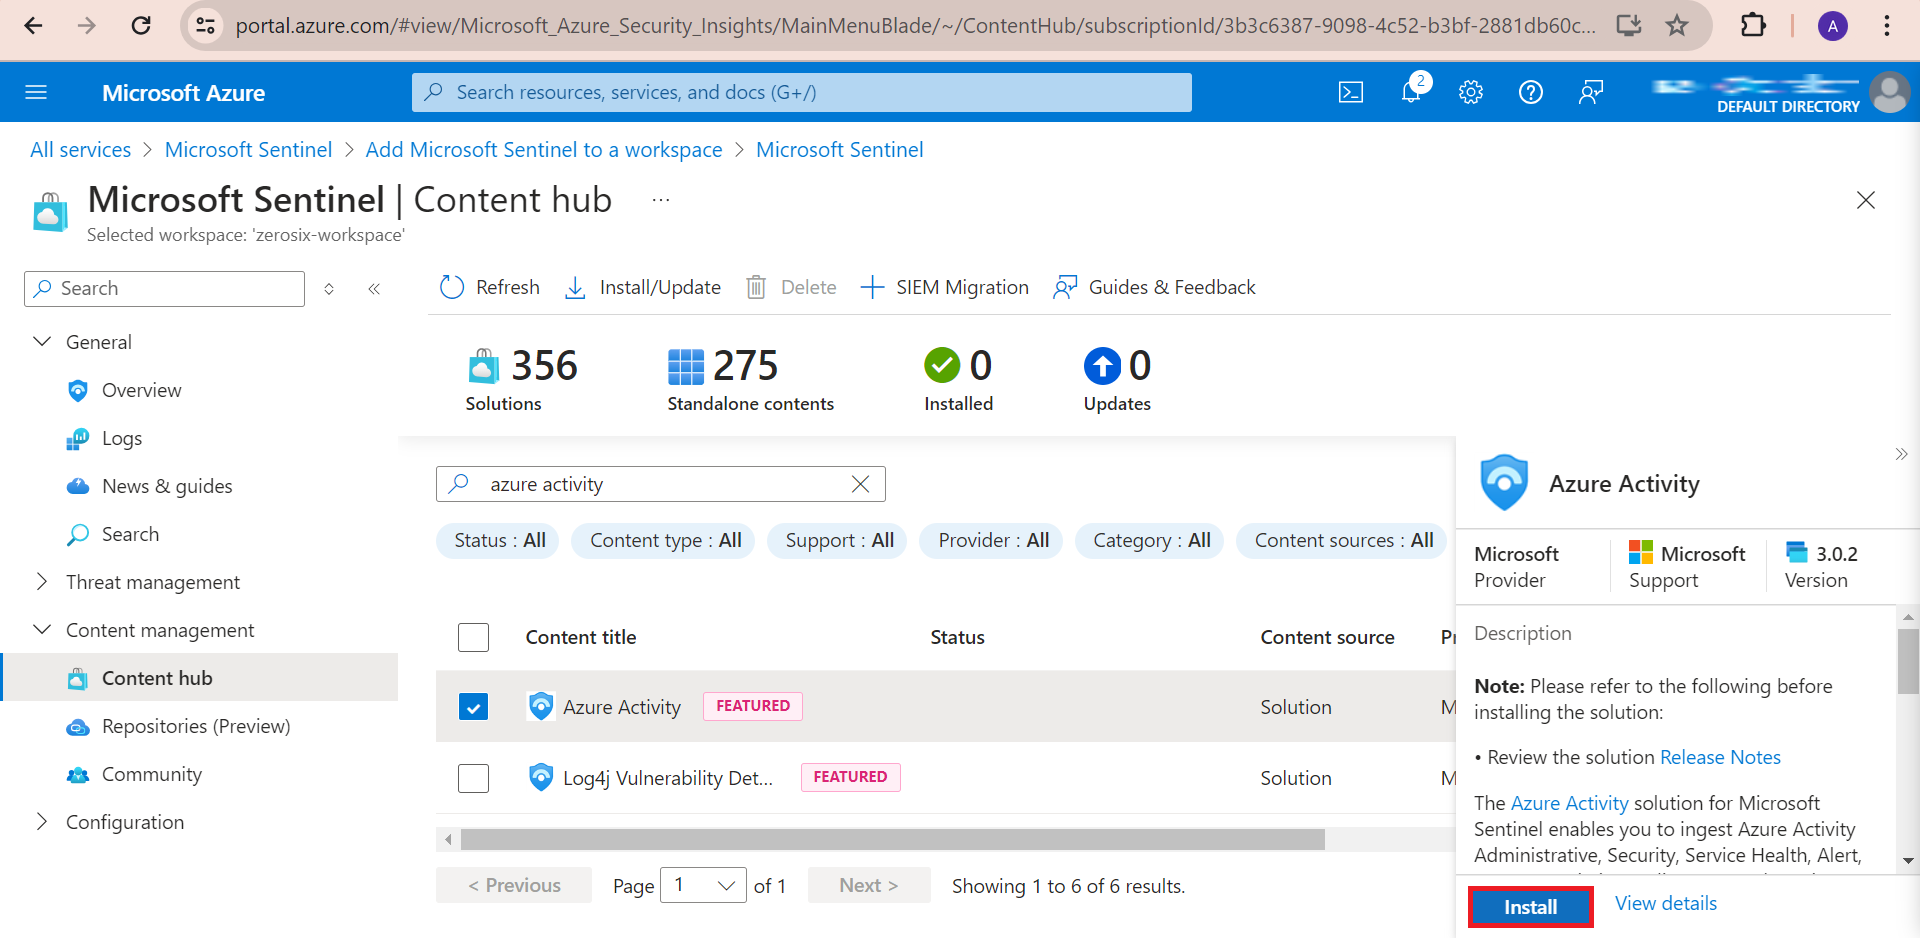 portal.azure.com/#view/Microsoft_Azure_Security_Insights/MainMenuBlade/~/ContentHub/subscriptionId/3b3c6387-9098-4c52-b3bf-2881db60c...
A
Microsoft Azure
Search resources, services, and docs (G+/)
2
DEFAULT DIRECTORY
All services > Microsoft Sentinel > Add Microsoft Sentinel to a workspace > Microsoft Sentinel
Microsoft Sentinel | Content hub ...
Selected workspace: 'zerosix-workspace'
Search
General
Overview
Logs
News & guides
Search
Threat management
Content management
Content hub
Repositories (Preview)
Community
Configuration
Refresh
Install/Update
Delete
SIEM Migration
Guides & Feedback
356
Solutions
275
Standalone contents
0
Installed
0
Updates
azure activity
Status : All
Content type : All
Support : All
Provider : All
Category : All
Content sources : All
Content title
Status
Content source
Azure Activity
FEATURED
Solution
M
Log4j Vulnerability Det...
FEATURED
Solution
M
< Previous
Page 1 of 1
Next >
Showing 1 to 6 of 6 results.
Azure Activity
Microsoft
Provider
Microsoft
Support
3.0.2
Version
Description
Note: Please refer to the following before
installing the solution:
• Review the solution Release Notes
The Azure Activity solution for Microsoft
Sentinel enables you to ingest Azure Activity
Administrative, Security, Service Health, Alert,
Install
View details